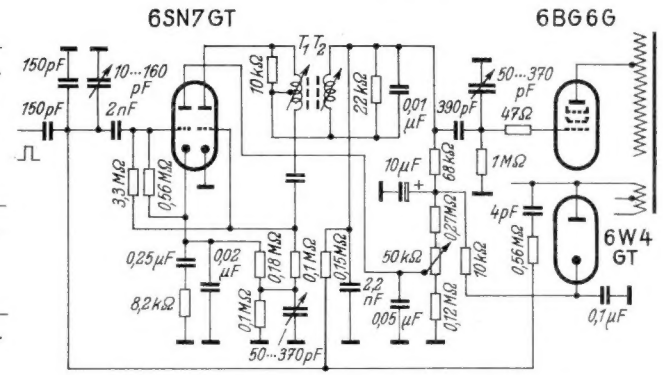 6SN7GT
6BG6G
150pF
10...160
pF
150pF
2nF
10kΩ
T₁
T₂
22kΩ
0,01
μF
390pF
50...370
pF
47Ω
1MΩ
10μF
+
68kΩ
3,3MΩ
0,56MΩ
0,25μF
0,02
μF
8,2kΩ
0,18MΩ
0,1MΩ
0,1MΩ
50...370pF
0,15MΩ
2,2
nF
50kΩ
0,27MΩ
0,05μF
0,12MΩ
10kΩ
4pF
0,56MΩ
6W4
GT
0,1μF